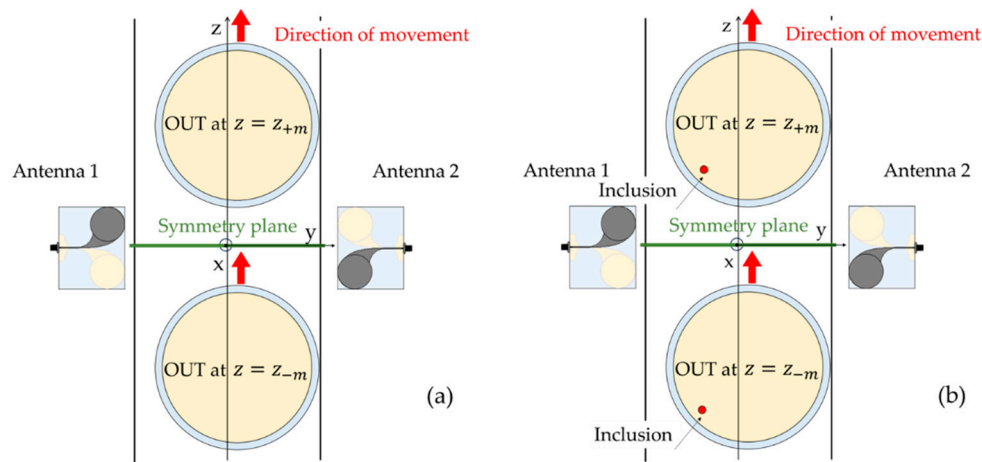 z
Direction of movement
OUT at z = z₊ₘ
Antenna 1
Antenna 2
Symmetry plane
y
x
OUT at z = z₋ₘ
(a)
z
Direction of movement
OUT at z = z₊ₘ
Antenna 1
Inclusion
Antenna 2
Symmetry plane
y
x
OUT at z = z₋ₘ
Inclusion
(b)